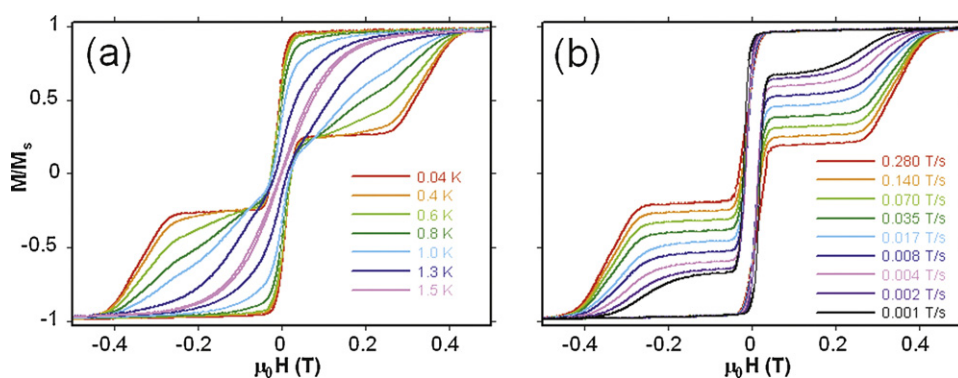 (a)
M/Mₛ
1
0.5
0
-0.5
-1
-0.4 -0.2 0 0.2 0.4
μ₀H (T)
0.04 K
0.4 K
0.6 K
0.8 K
1.0 K
1.3 K
1.5 K
(b)
-0.4 -0.2 0 0.2 0.4
μ₀H (T)
0.280 T/s
0.140 T/s
0.070 T/s
0.035 T/s
0.017 T/s
0.008 T/s
0.004 T/s
0.002 T/s
0.001 T/s